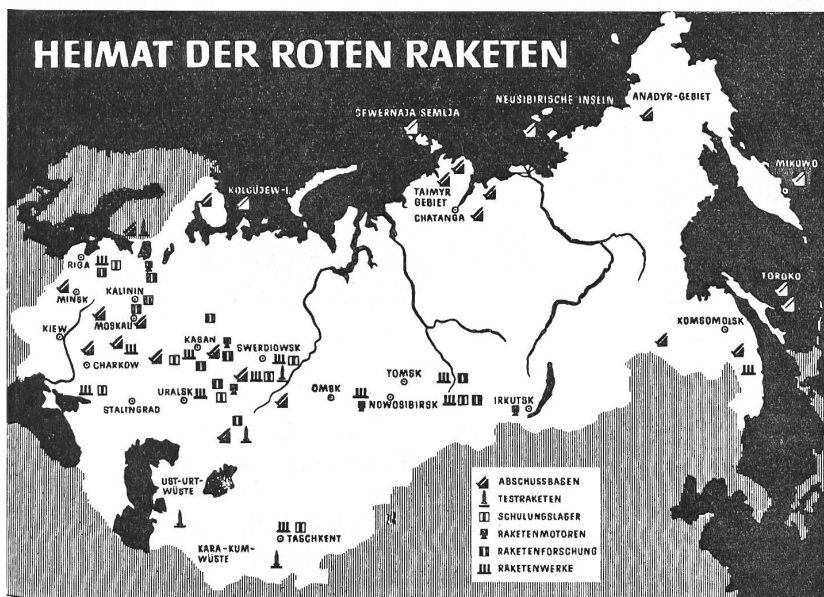 HEIMAT DER ROTEN RAKETEN
ANADYR-GEBIET
NEUSIBIRISCHE INSELN
SEWERNAJA SEMLJA
MIKOWO
KOLGUJEW-I.
TAIMYR
GEBIET
CHATANGA
RIGA
TOROKO
MINSK
KALININ
MOSKAU
KOMSOMOLSK
KIEW
KASAN
SWERDIOWSK
CHARKOW
TOMSK
URALSK
OMSK
NOWOSIBIRSK
IRKUTSK
STALINGRAD
UST-URT-
WÜSTE
TASCHKENT
KARA-KUM-
WÜSTE
ABSCHUSSBASEN
TESTRAKETEN
SCHULUNGSLAGER
RAKETENMOTOREN
RAKETENFORSCHUNG
RAKETENWERKE